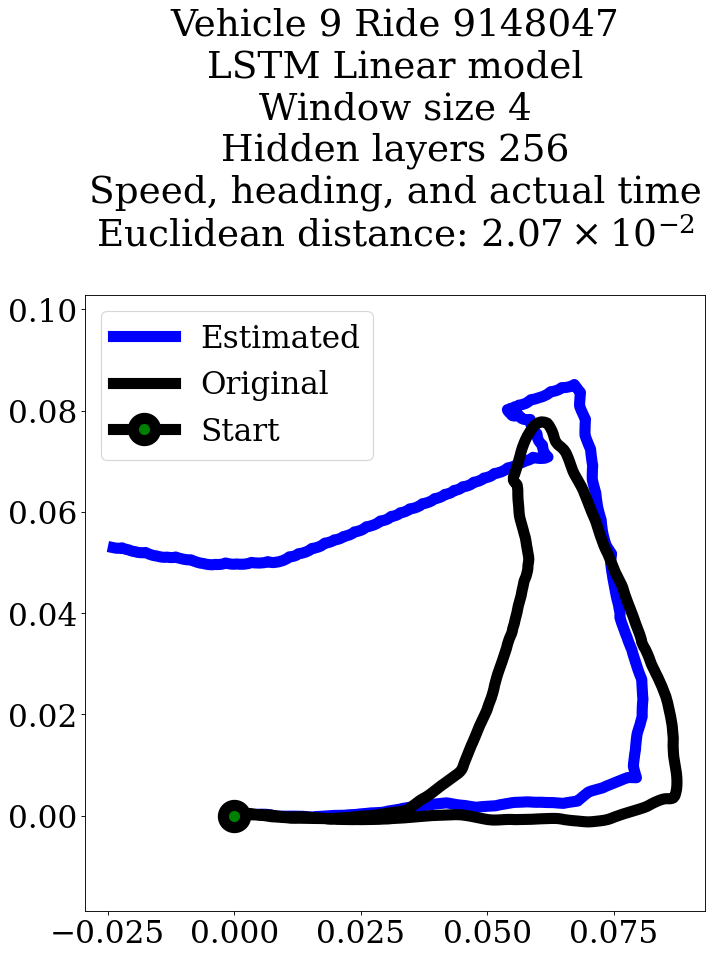 Vehicle 9 Ride 9148047
LSTM Linear model
Window size 4
Hidden layers 256
Speed, heading, and actual time
Euclidean distance: 2.07 × 10⁻²
Estimated
Original
Start
0.10
0.08
0.06
0.04
0.02
0.00
−0.025 0.000 0.025 0.050 0.075